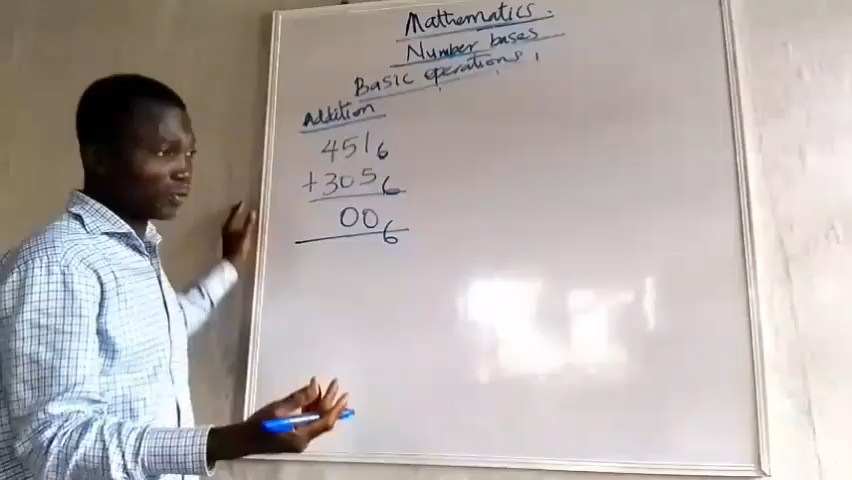 Mathematics.
Number bases
Basic operations.
Addition
451₆
+305₆
00₆